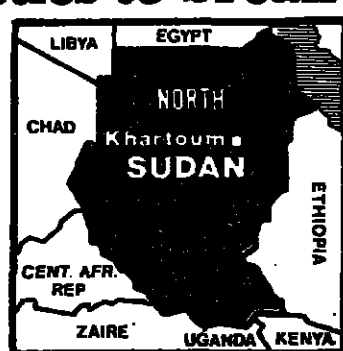 LIBYA
EGYPT
NORTH
CHAD
Khartoum
SUDAN
ETHIOPIA
CENT. AFR.
REP
ZAIRE
UGANDA
KENYA